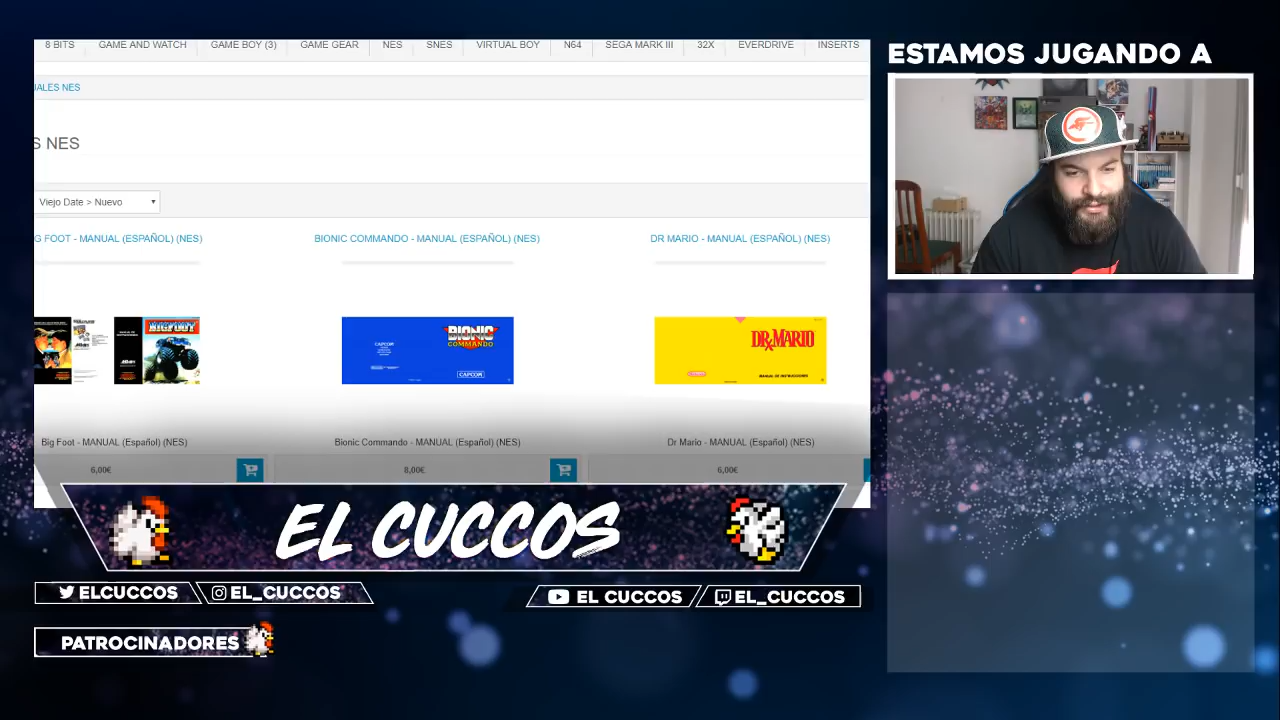 8 BITS GAME AND WATCH GAME BOY (3) GAME GEAR NES SNES VIRTUAL BOY N64 SEGA MARK III 32X EVERDRIVE INSERTS
ESTAMOS JUGANDO A
UALES NES
S NES
Viejo Date > Nuevo
G FOOT - MANUAL (ESPAÑOL) (NES) BIONIC COMMANDO - MANUAL (ESPAÑOL) (NES) DR MARIO - MANUAL (ESPAÑOL) (NES)
BIGFOOT
BIONIC
COMMANDO
CAPCOM
CAPCOM
DR. MARIO
MANUAL DE INSTRUCCIONES
Big Foot - MANUAL (Español) (NES) Bionic Commando - MANUAL (Español) (NES) Dr Mario - MANUAL (Español) (NES)
6,00€ 8,00€ 6,00€
EL CUCCOS
ELCUCCOS EL_CUCCOS EL CUCCOS EL_CUCCOS
PATROCINADORES